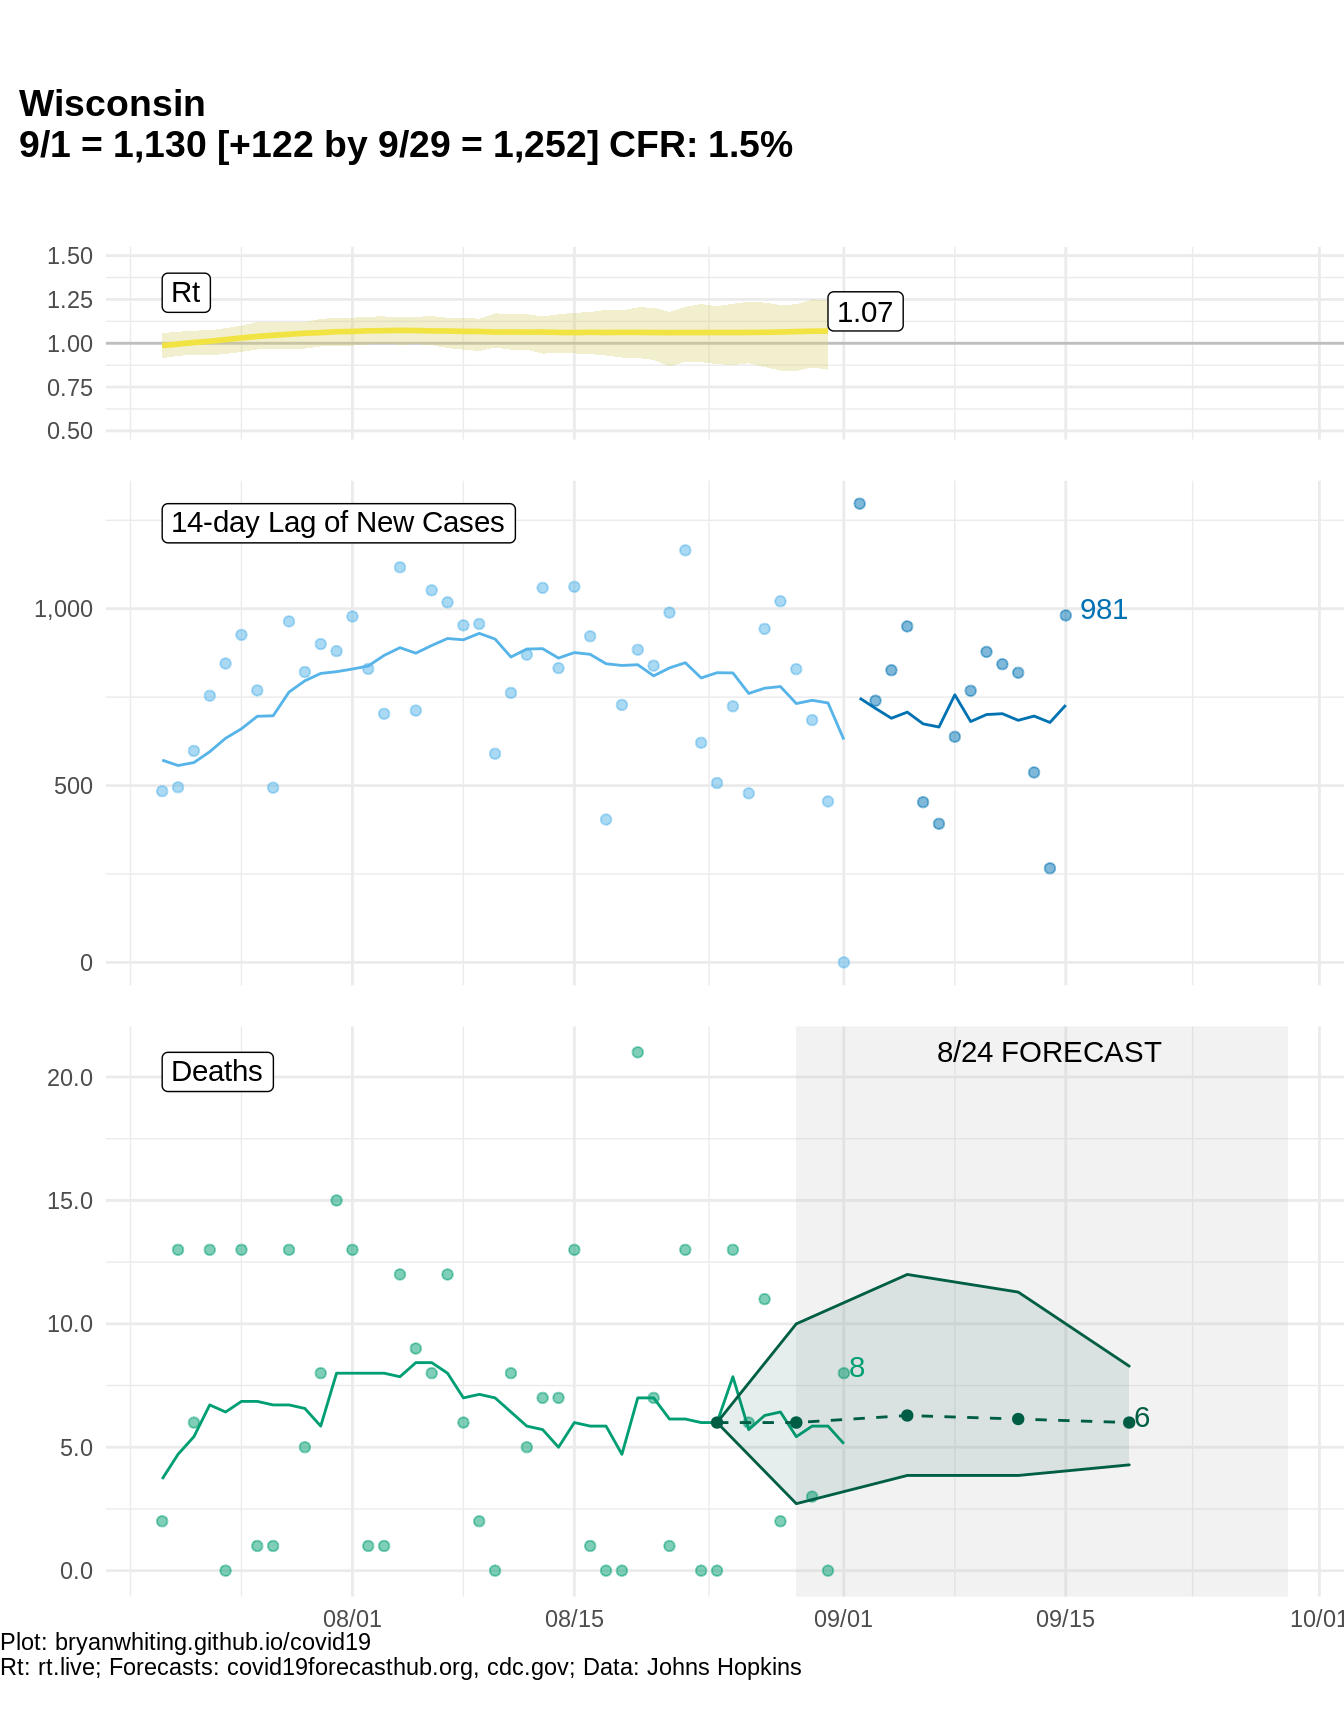 Wisconsin
9/1 = 1,130 [+122 by 9/29 = 1,252] CFR: 1.5%
1.50
1.25
1.00
0.75
0.50
Rt
1.07
14-day Lag of New Cases
1,000
500
0
981
Deaths
8/24 FORECAST
20.0
15.0
10.0
5.0
0.0
8
6
08/01 08/15 09/01 09/15 10/01
Plot: bryanwhiting.github.io/covid19
Rt: rt.live; Forecasts: covid19forecasthub.org, cdc.gov; Data: Johns Hopkins